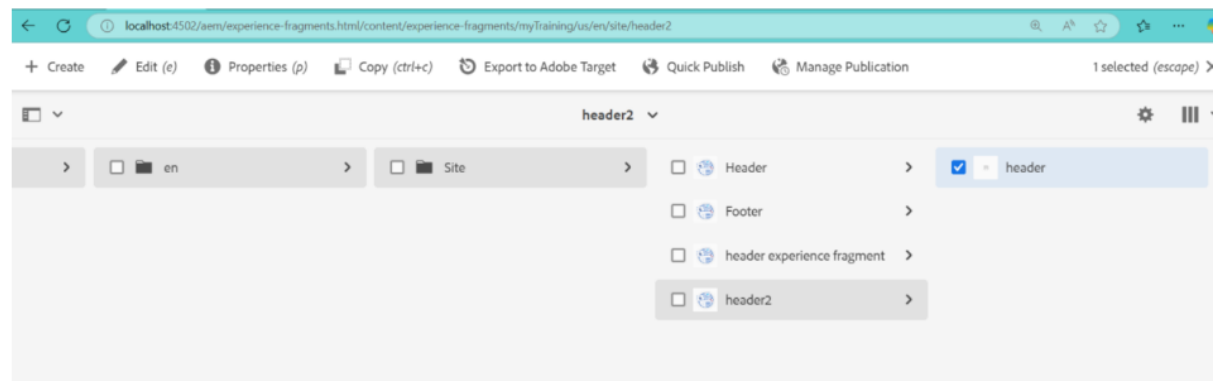 localhost:4502/aem/experience-fragments.html/content/experience-fragments/myTraining/us/en/site/header2
+ Create Edit (e) Properties (p) Copy (ctrl+c) Export to Adobe Target Quick Publish Manage Publication 1 selected (escape)
header2
en Site Header header
Footer
header experience fragment
header2